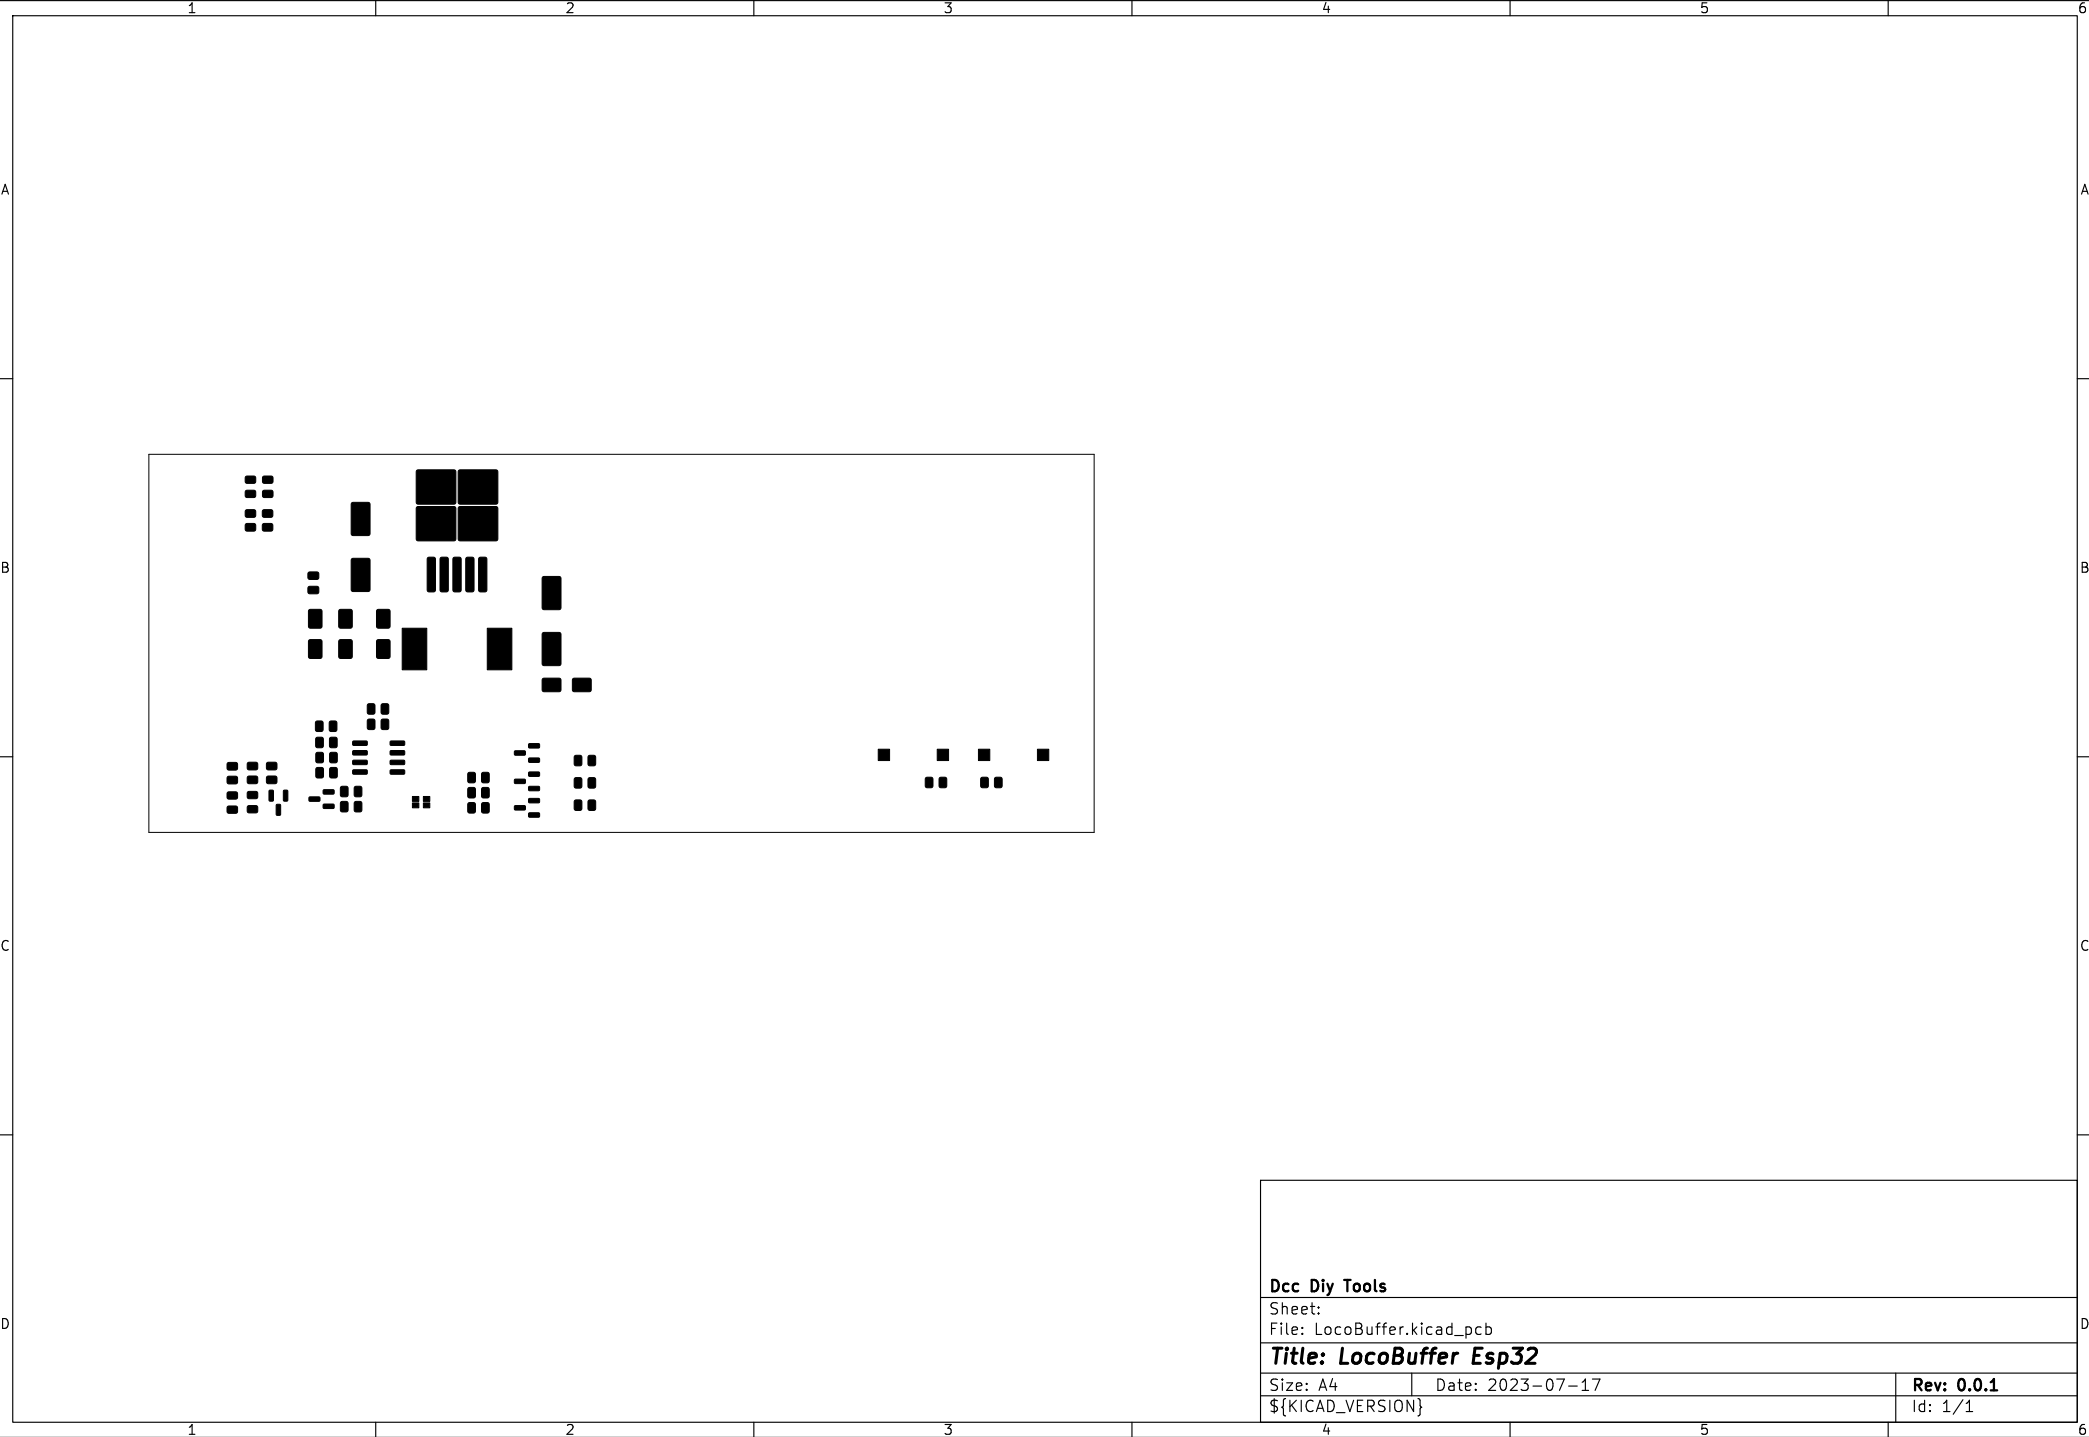 1 2 3 4 5 6
A A
B B
C C
D D
Dcc Diy Tools
Sheet:
File: LocoBuffer.kicad_pcb
Title: LocoBuffer Esp32
Size: A4 Date: 2023-07-17 Rev: 0.0.1
${KICAD_VERSION} Id: 1/1
1 2 3 4 5 6